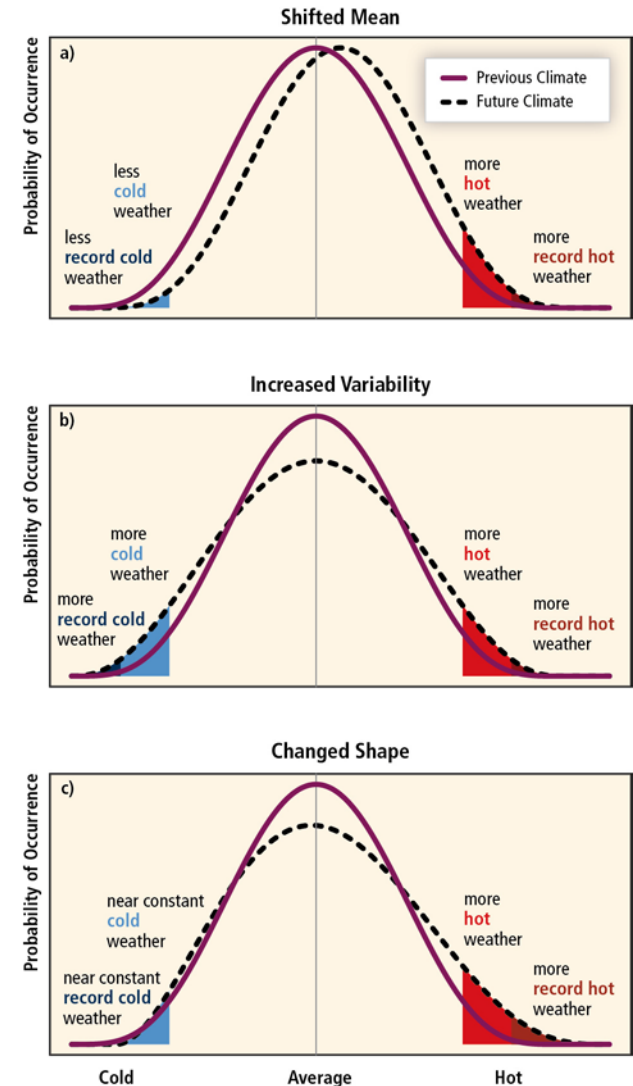 Shifted Mean
Probability of Occurrence
a)
Previous Climate
Future Climate
less
cold
weather
less
record cold
weather
more
hot
weather
more
record hot
weather
Increased Variability
Probability of Occurrence
b)
more
cold
weather
more
record cold
weather
more
hot
weather
more
record hot
weather
Changed Shape
Probability of Occurrence
c)
near constant
cold
weather
near constant
record cold
weather
more
hot
weather
more
record hot
weather
Cold
Average
Hot